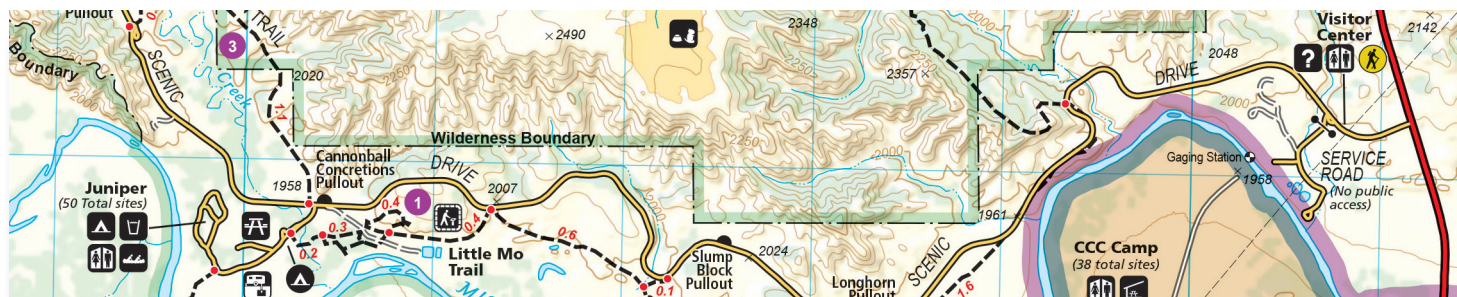 Pullout
TRAIL
3
2490
2348
2000
2142
Visitor
Center
?
2048
SCENIC
Boundary
2250
2000
Creek
2020
1.1
2250
2357
DRIVE
2000
Wilderness Boundary
2250
2000
Gaging Station
1958
SERVICE
ROAD
(No public
access)
Cannonball
Concretions
Pullout
DRIVE
1958
2007
Juniper
(50 Total sites)
0.4
1
0.4
0.3
0.2
0.6
Little Mo
Trail
2024
Slump
Block
Pullout
0.1
1961
SCENIC
Longhorn
Pullout
1.6
CCC Camp
(38 total sites)